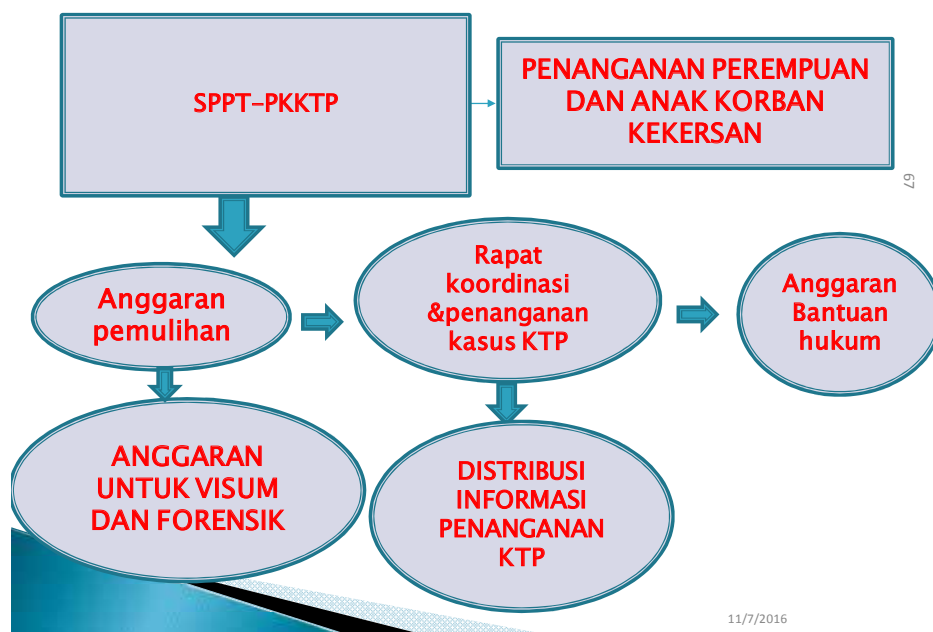 SPPT-PKKTP
PENANGANAN PEREMPUAN
DAN ANAK KORBAN
KEKERSAN
67
Anggaran
pemulihan
Rapat
koordinasi
&penanganan
kasus KTP
Anggaran
Bantuan
hukum
ANGGARAN
UNTUK VISUM
DAN FORENSIK
DISTRIBUSI
INFORMASI
PENANGANAN
KTP
11/7/2016